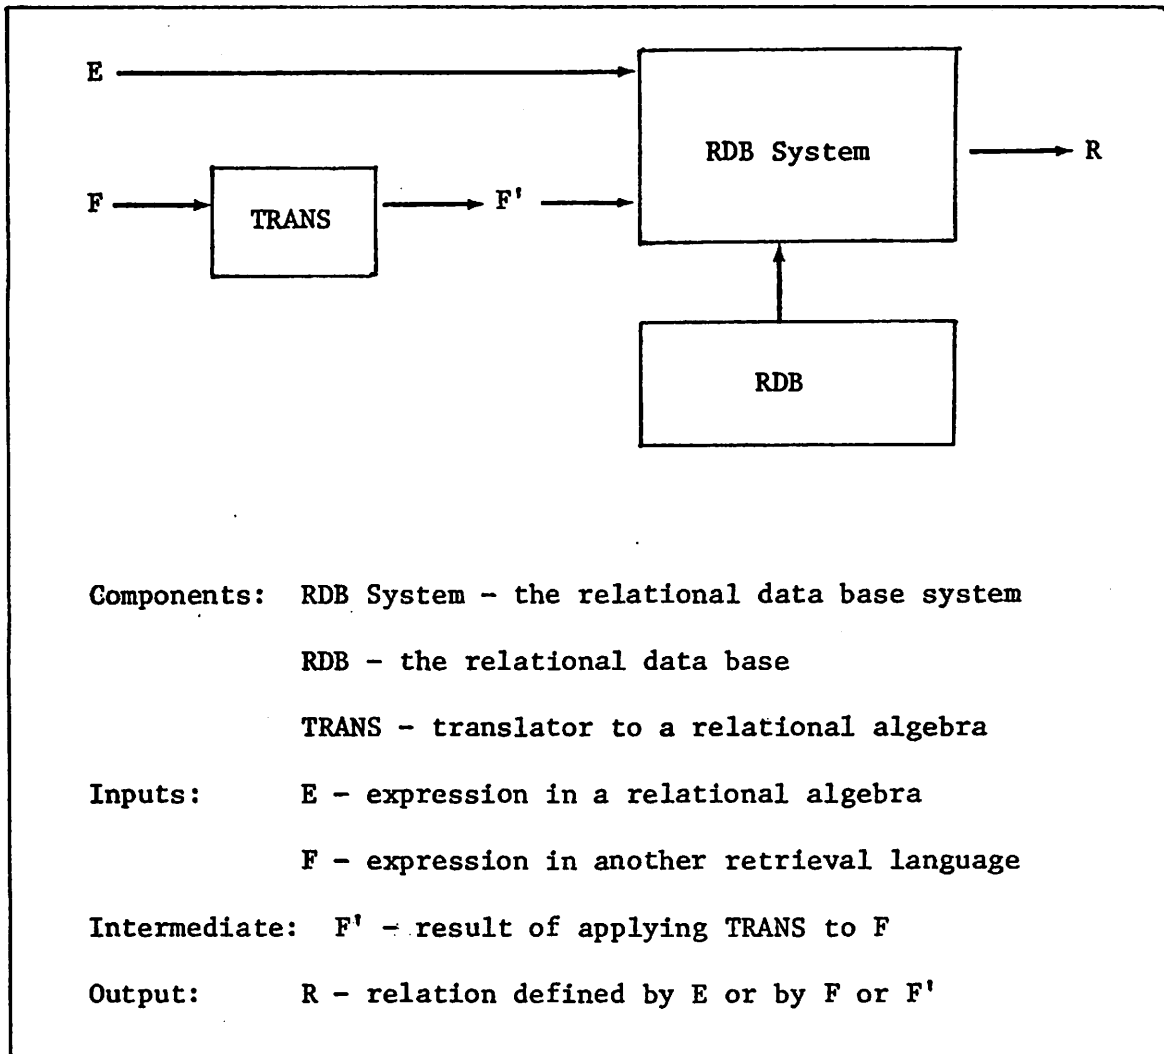 E
RDB System
R
F
TRANS
F'
RDB
Components: RDB System - the relational data base system
RDB - the relational data base
TRANS - translator to a relational algebra
Inputs: E - expression in a relational algebra
F - expression in another retrieval language
Intermediate: F' - result of applying TRANS to F
Output: R - relation defined by E or by F or F'